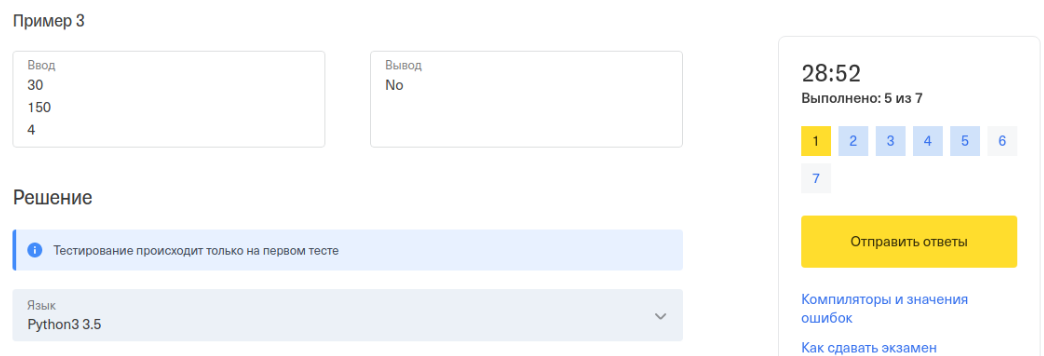 Пример 3
Ввод
30
150
4
Вывод
No
Решение
Тестирование происходит только на первом тесте
Язык
Python3 3.5
28:52
Выполнено: 5 из 7
1 2 3 4 5 6
7
Отправить ответы
Компиляторы и значения
ошибок
Как сдавать экзамен